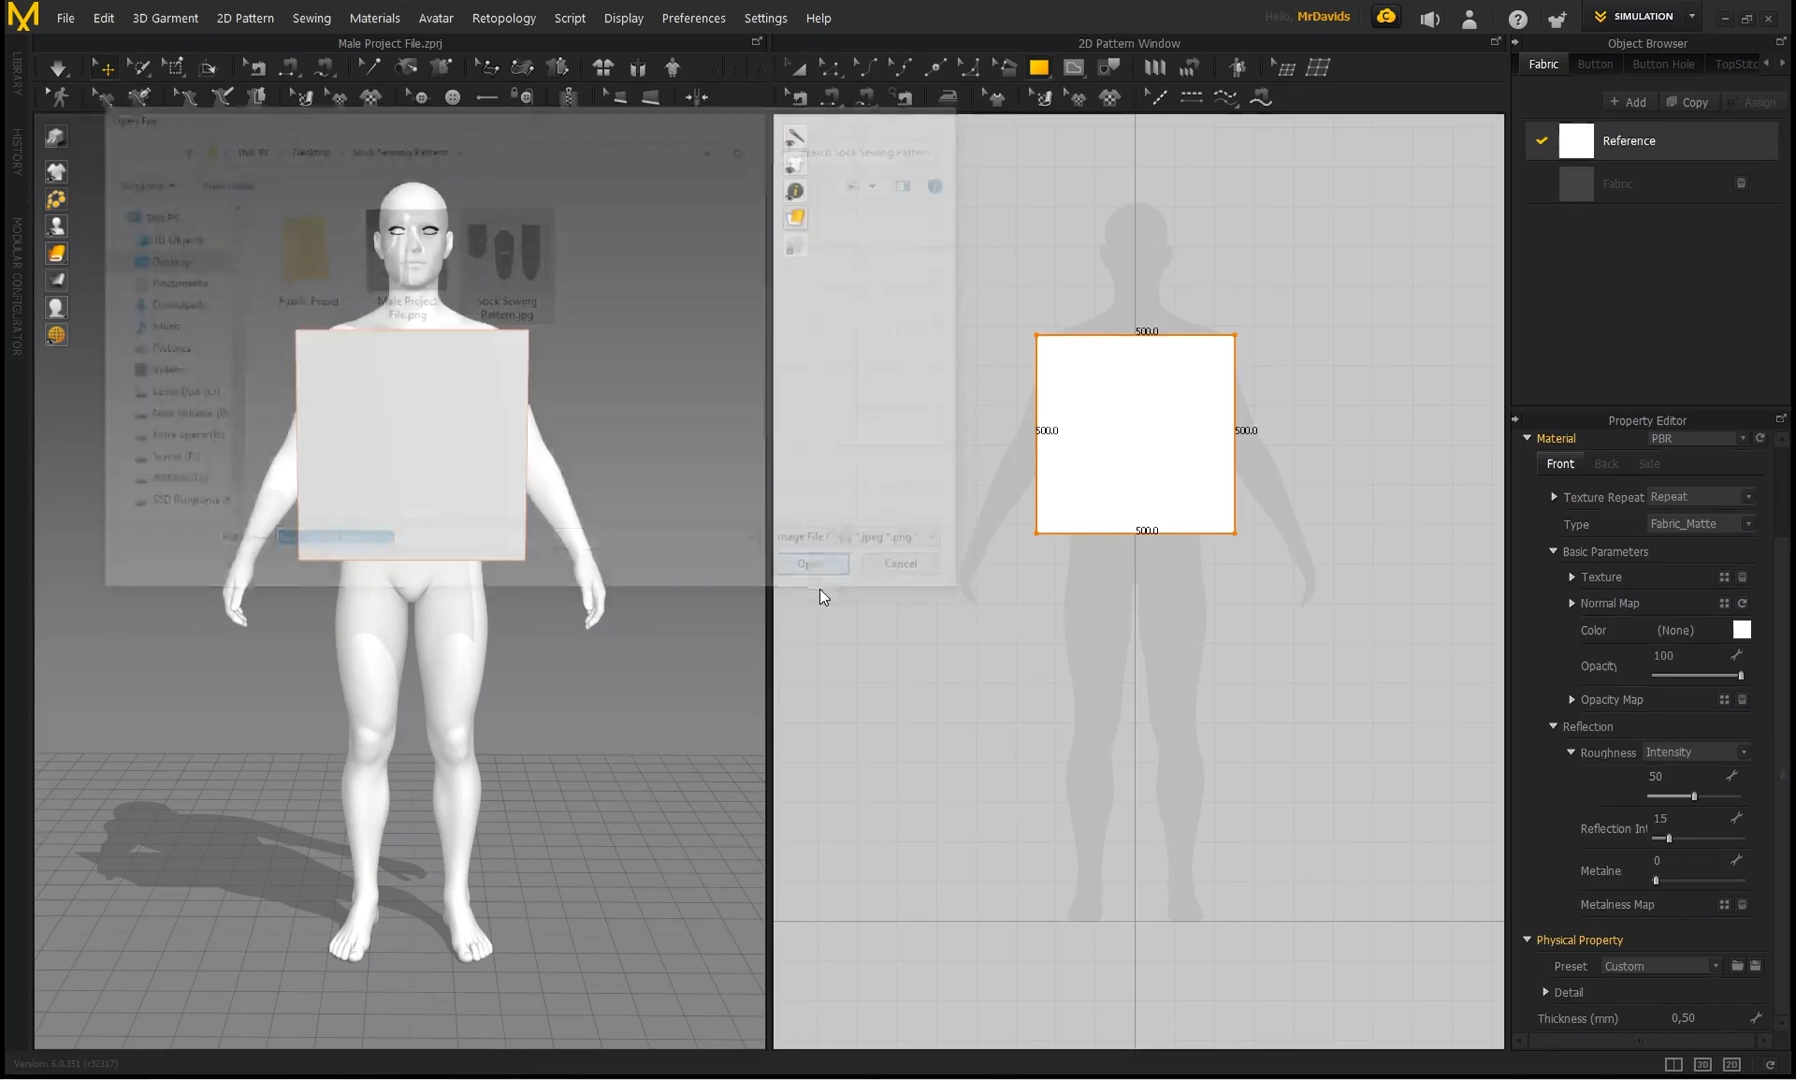 File Edit 3D Garment 2D Pattern Sewing Materials Avatar Retopology Script Display Preferences Settings Help
Hello, MrDavids
SIMULATION
Male Project File.zprj
2D Pattern Window
Object Browser
Fabric Button Button Hole TopStitc
+ Add Copy Assign
Reference
Fabric
LIBRARY
HISTORY
MODULAR CONFIGURATOR
Open File
This PC Desktop Sock Sewing Pattern
Search Sock Sewing Pattern
This PC
3D Objects
Desktop
Documents
Downloads
Music
Pictures
Videos
Fabric Preset
Male Project File.png
Sock Sewing Pattern.jpg
Open Cancel
500.0
500.0
500.0
500.0
Property Editor
Material PBR
Front Back Side
Texture Repeat Repeat
Type Fabric_Matte
Basic Parameters
Texture
Normal Map
Color (None)
100
Opacity
Opacity Map
Reflection
Roughness Intensity
50
15
Reflection Int
0
Metalne
Metalness Map
Physical Property
Preset Custom
Detail
Thickness (mm) 0,50
Version: 6.0.351 (r32317)
3D 2D